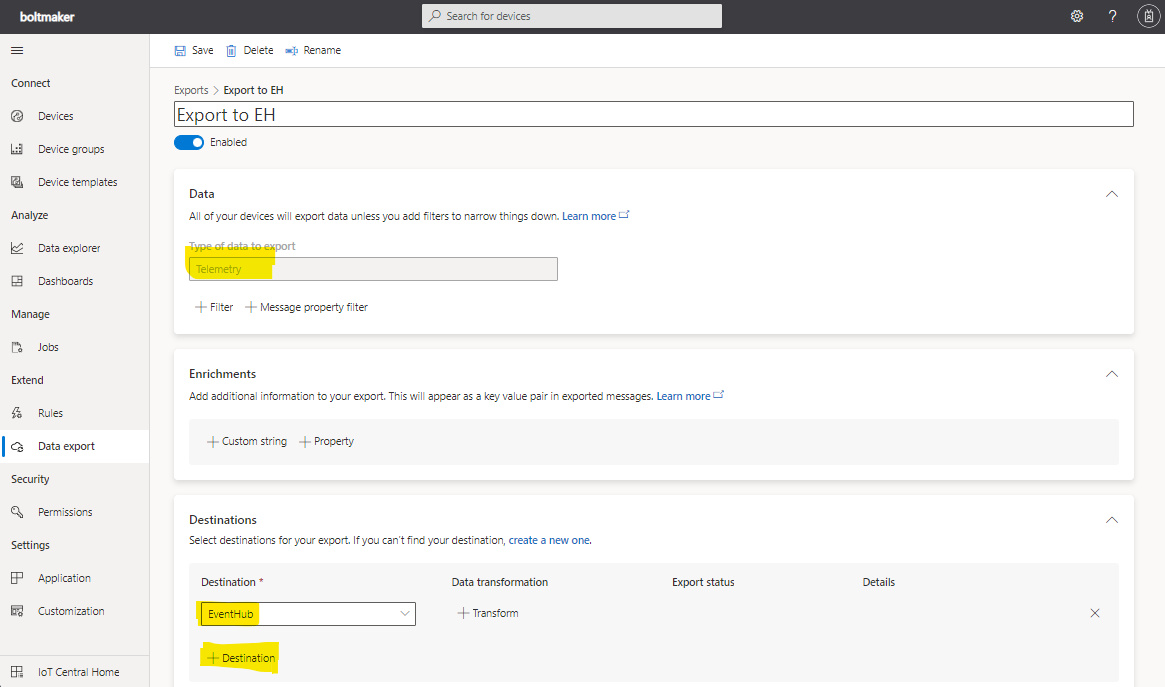 boltmaker
Search for devices
?
Save Delete Rename
Connect
Devices
Device groups
Device templates
Analyze
Data explorer
Dashboards
Manage
Jobs
Extend
Rules
Data export
Security
Permissions
Settings
Application
Customization
IoT Central Home
Exports > Export to EH
Export to EH
Enabled
Data
All of your devices will export data unless you add filters to narrow things down. Learn more
Type of data to export
Telemetry
+ Filter + Message property filter
Enrichments
Add additional information to your export. This will appear as a key value pair in exported messages. Learn more
+ Custom string + Property
Destinations
Select destinations for your export. If you can't find your destination, create a new one.
Destination * Data transformation Export status Details
EventHub + Transform
+ Destination